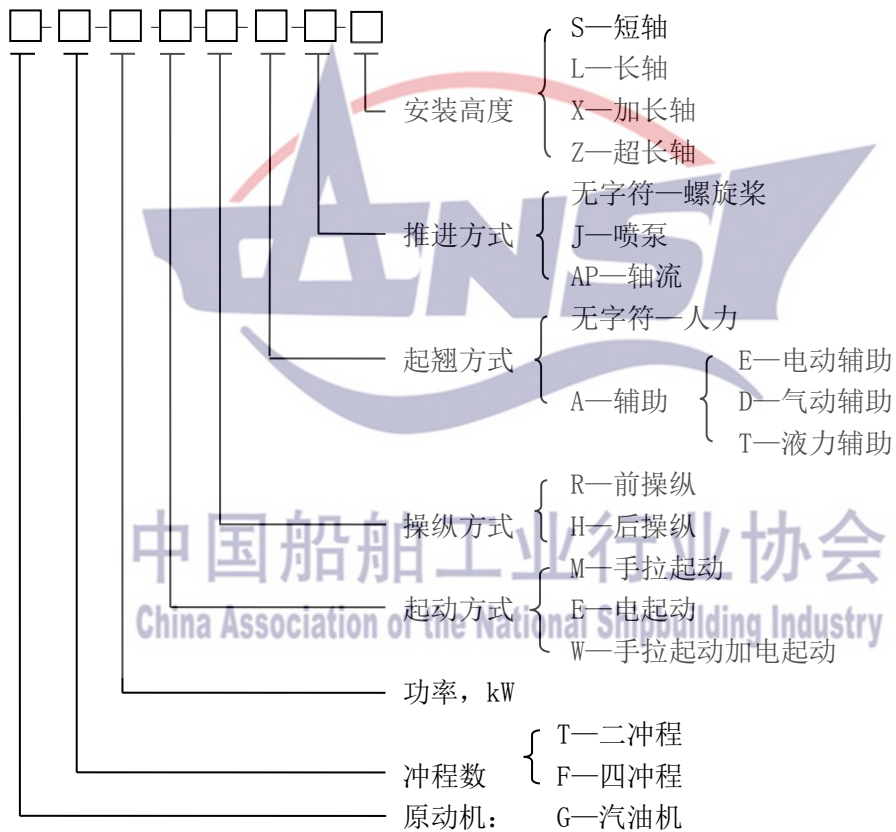 □-□-□-□-□-□-□-□
S—短轴
L—长轴
安装高度
X—加长轴
Z—超长轴
无字符—螺旋桨
推进方式
J—喷泵
AP—轴流
无字符—人力
起翘方式
E—电动辅助
A—辅助
D—气动辅助
T—液力辅助
R—前操纵
操纵方式
H—后操纵
M—手拉起动
起动方式
E—电起动
W—手拉起动加电起动
功率，kW
T—二冲程
冲程数
F—四冲程
原动机：
G—汽油机
CANSI
中国船舶工业行业协会
China Association of the National Shipbuilding Industry